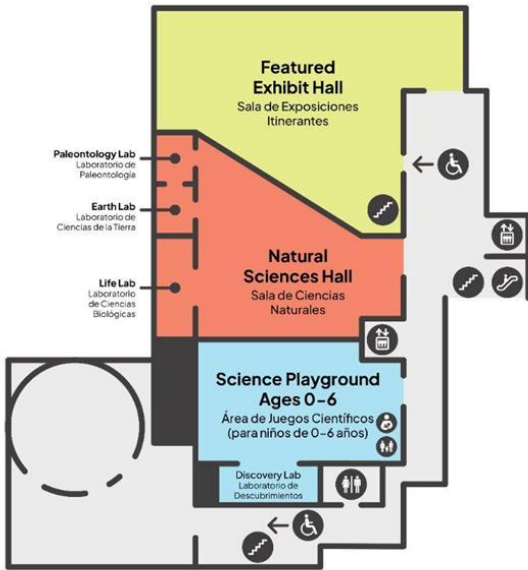 Featured
Exhibit Hall
Sala de Exposiciones
Itinerantes
Paleontology Lab
Laboratorio de
Paleontología
Earth Lab
Laboratorio de
Ciencias de la Tierra
Natural
Sciences Hall
Sala de Ciencias
Naturales
Life Lab
Laboratorio
de Ciencias
Biológicas
Science Playground
Ages 0-6
Área de Juegos Científicos
(para niños de 0-6 años)
Discovery Lab
Laboratorio de
Descubrimientos